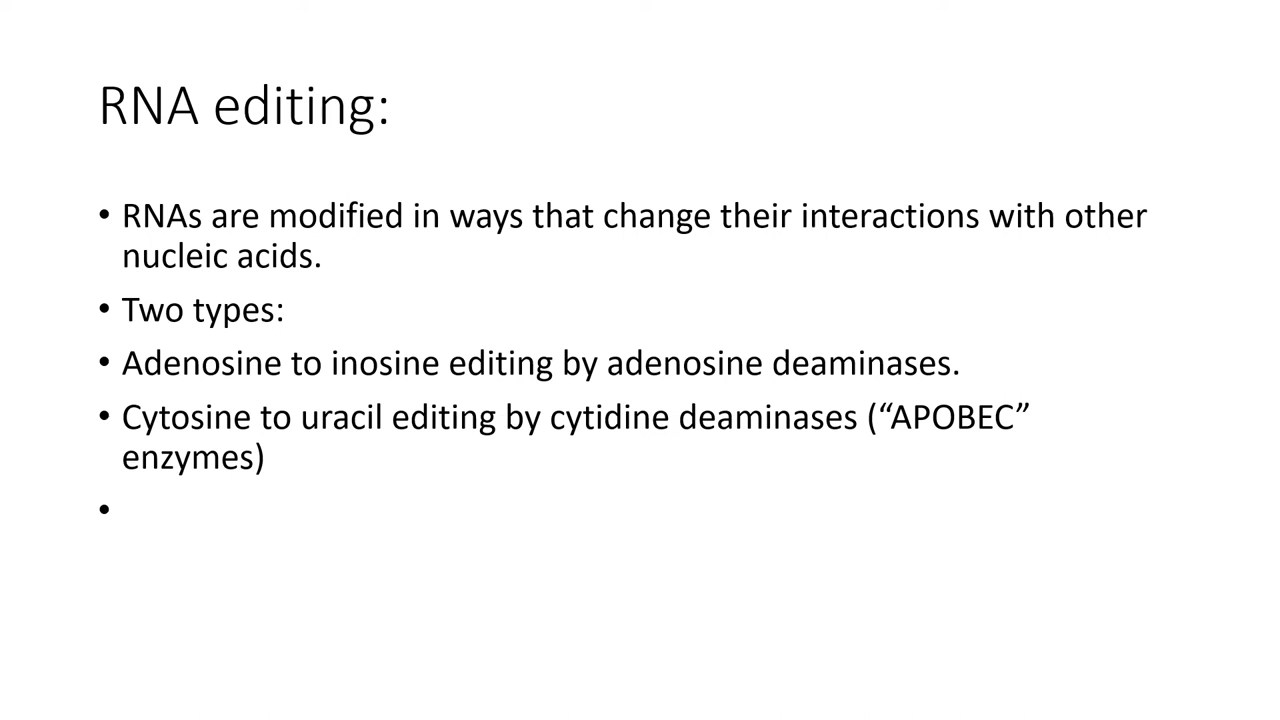 RNA editing:
• RNAs are modified in ways that change their interactions with other
nucleic acids.
• Two types:
• Adenosine to inosine editing by adenosine deaminases.
• Cytosine to uracil editing by cytidine deaminases (“APOBEC”
enzymes)
•